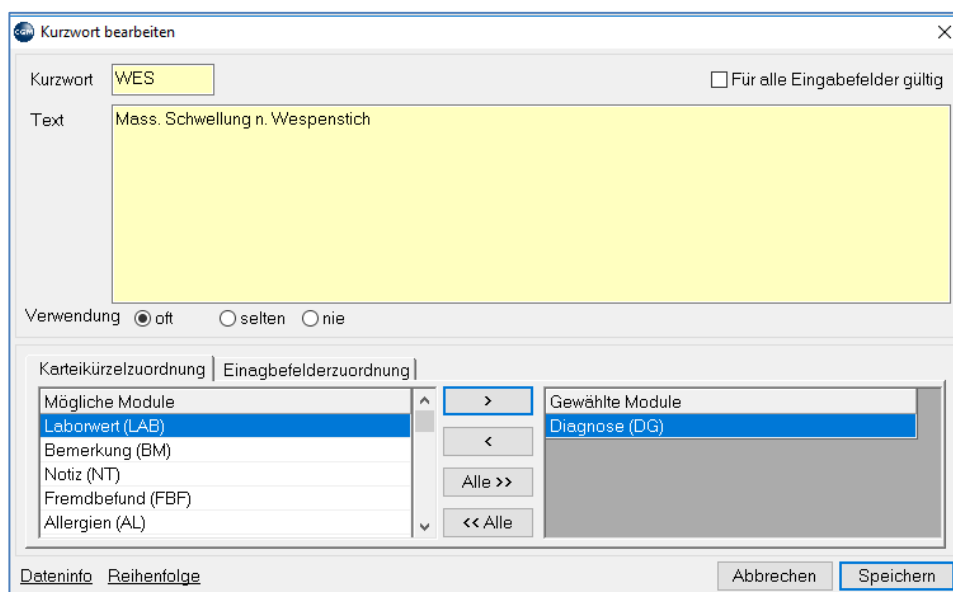 CGM Kurzwort bearbeiten
Kurzwort WES Für alle Eingabefelder gültig
Text Mass. Schwellung n. Wespenstich
Verwendung oft selten nie
Karteikürzelzuordnung Einagbefelderzuordnung
Mögliche Module > Gewählte Module
Laborwert (LAB) Diagnose (DG)
Bemerkung (BM) <
Notiz (NT) Alle >>
Fremdbefund (FBF)
Allergien (AL) << Alle
Dateninfo Reihenfolge Abbrechen Speichern